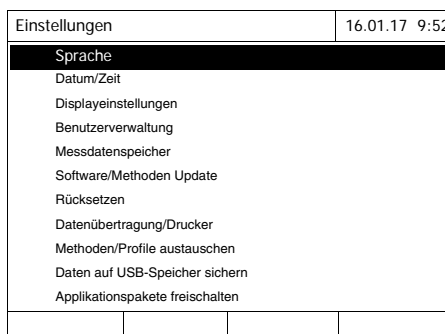 Einstellungen 16.01.17 9:52
Sprache
Datum/Zeit
Displayeinstellungen
Benutzerverwaltung
Messdatenspeicher
Software/Methoden Update
Rücksetzen
Datenübertragung/Drucker
Methoden/Profile austauschen
Daten auf USB-Speicher sichern
Applikationspakete freischalten